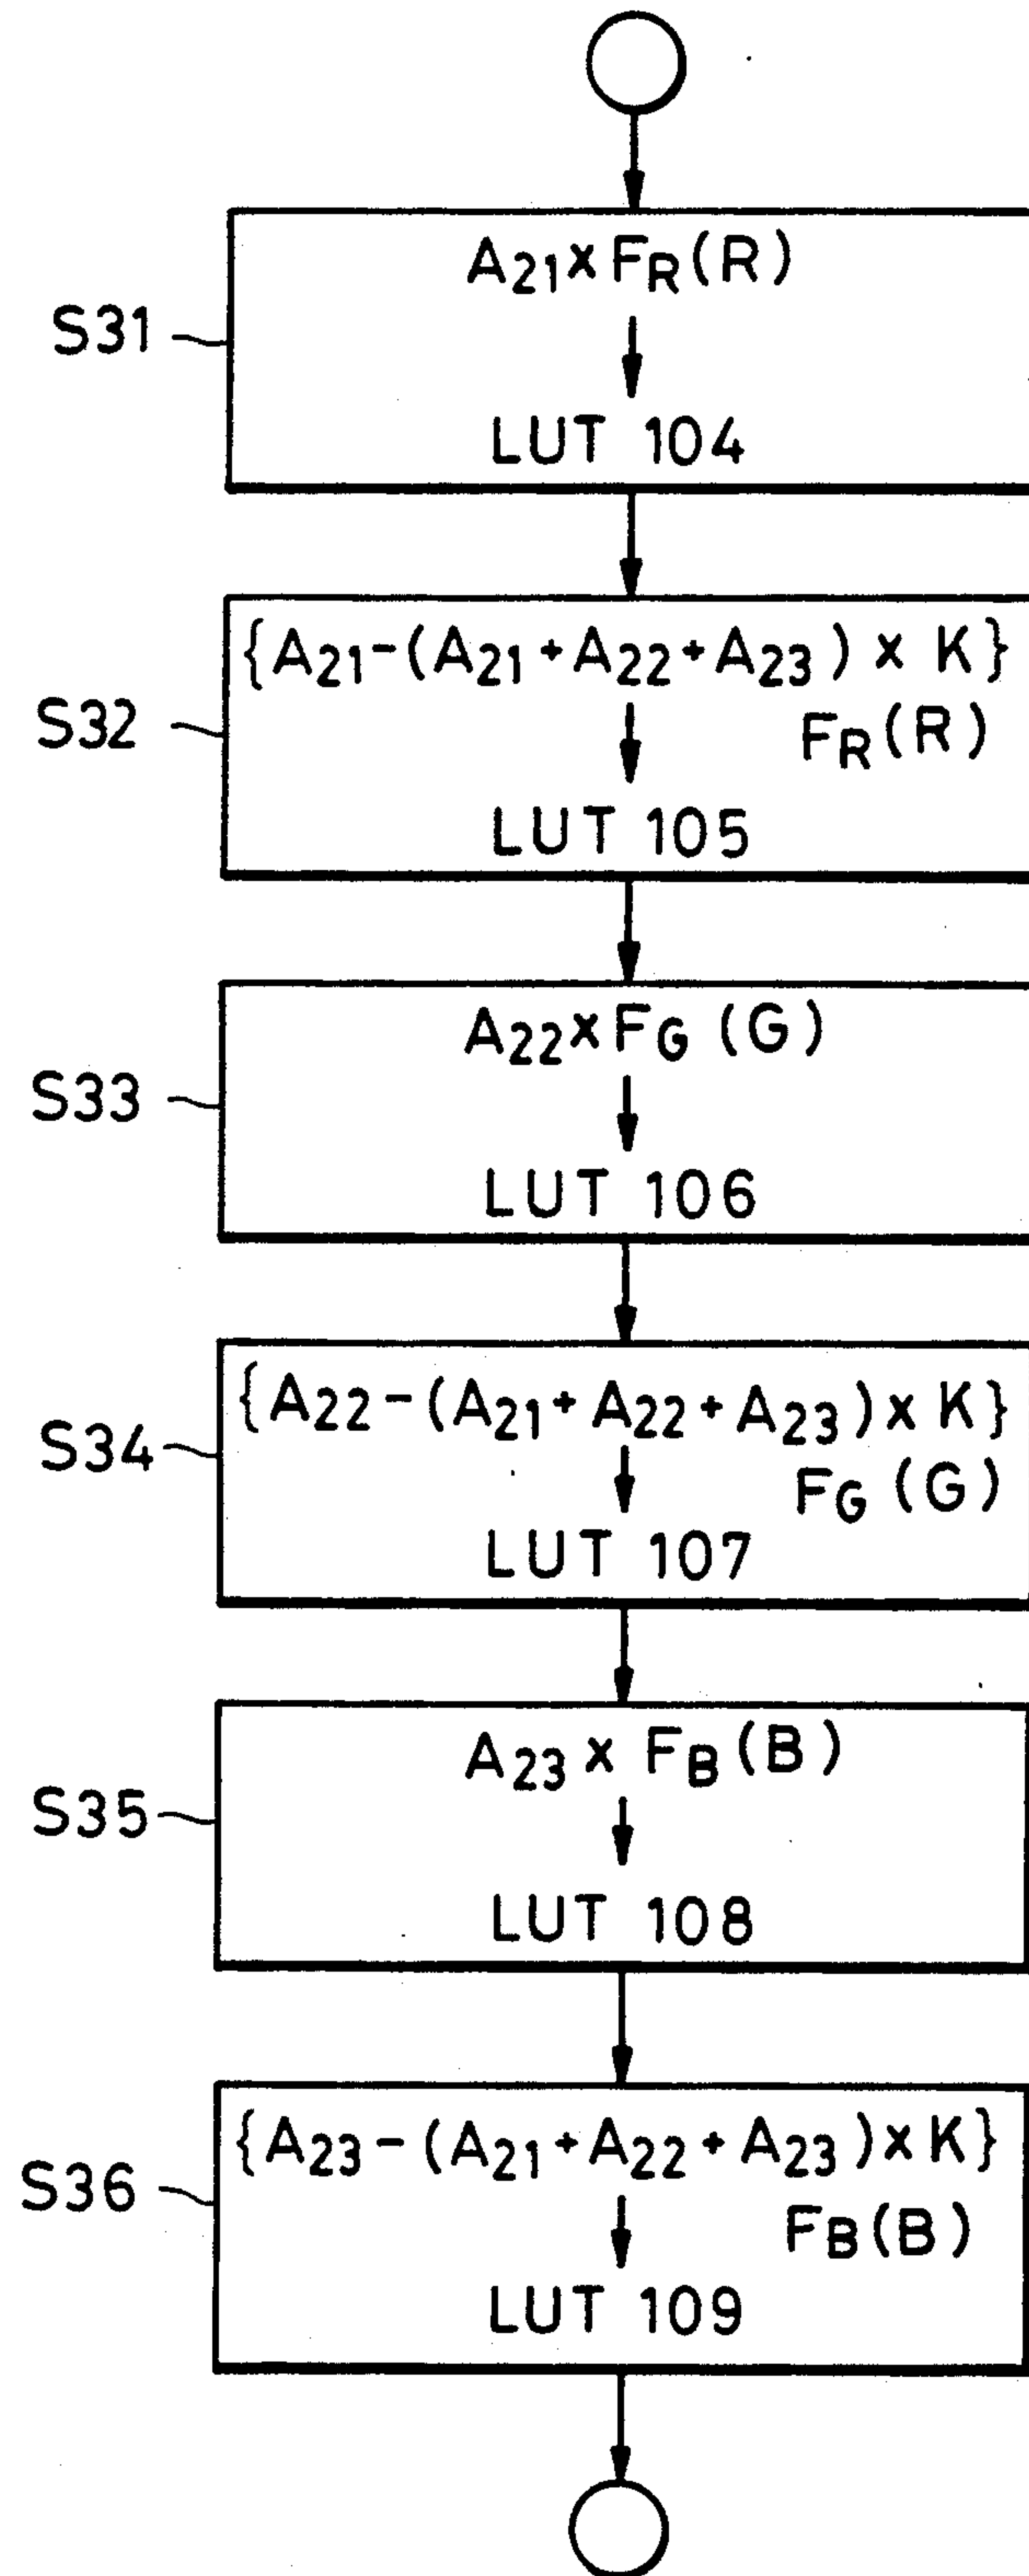 A21×FR(R)
S31
LUT 104
{A21-(A21+A22+A23)×K}
S32
FR(R)
LUT 105
A22×FG(G)
S33
LUT 106
{A22-(A21+A22+A23)×K}
S34
FG(G)
LUT 107
A23×FB(B)
S35
LUT 108
{A23-(A21+A22+A23)×K}
S36
FB(B)
LUT 109